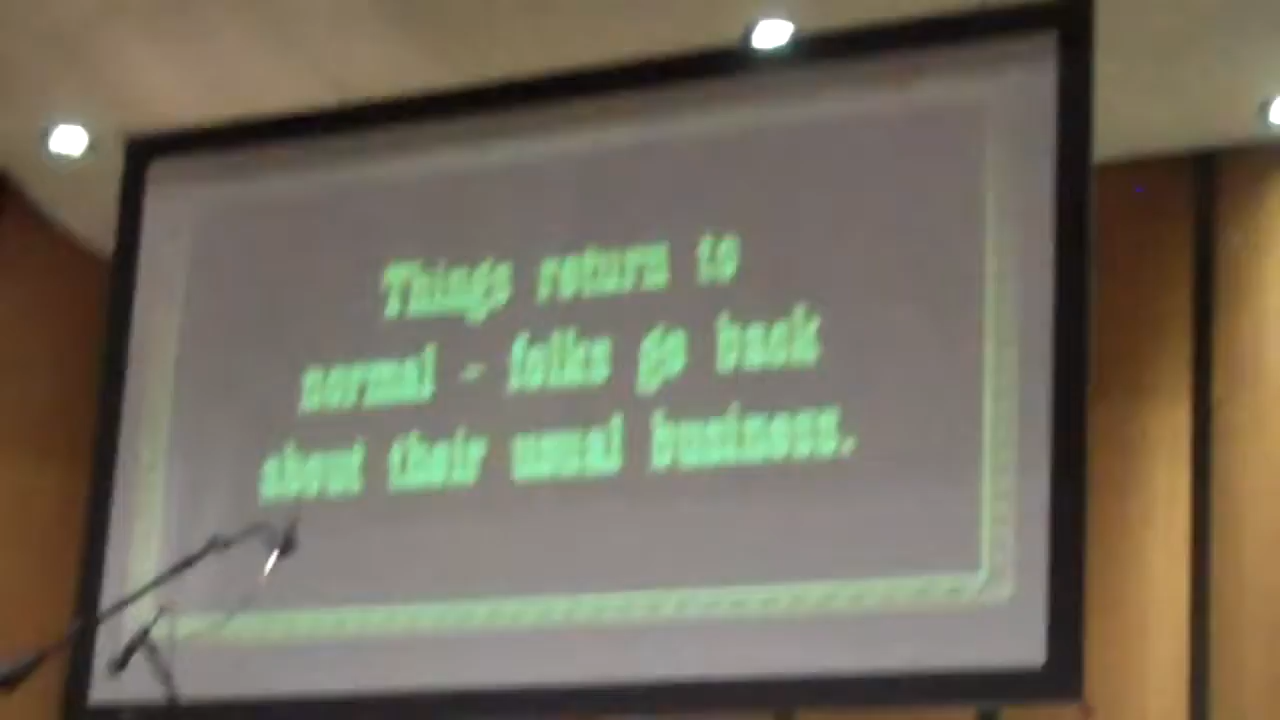 Things return to
normal - folks go back
about their usual business.